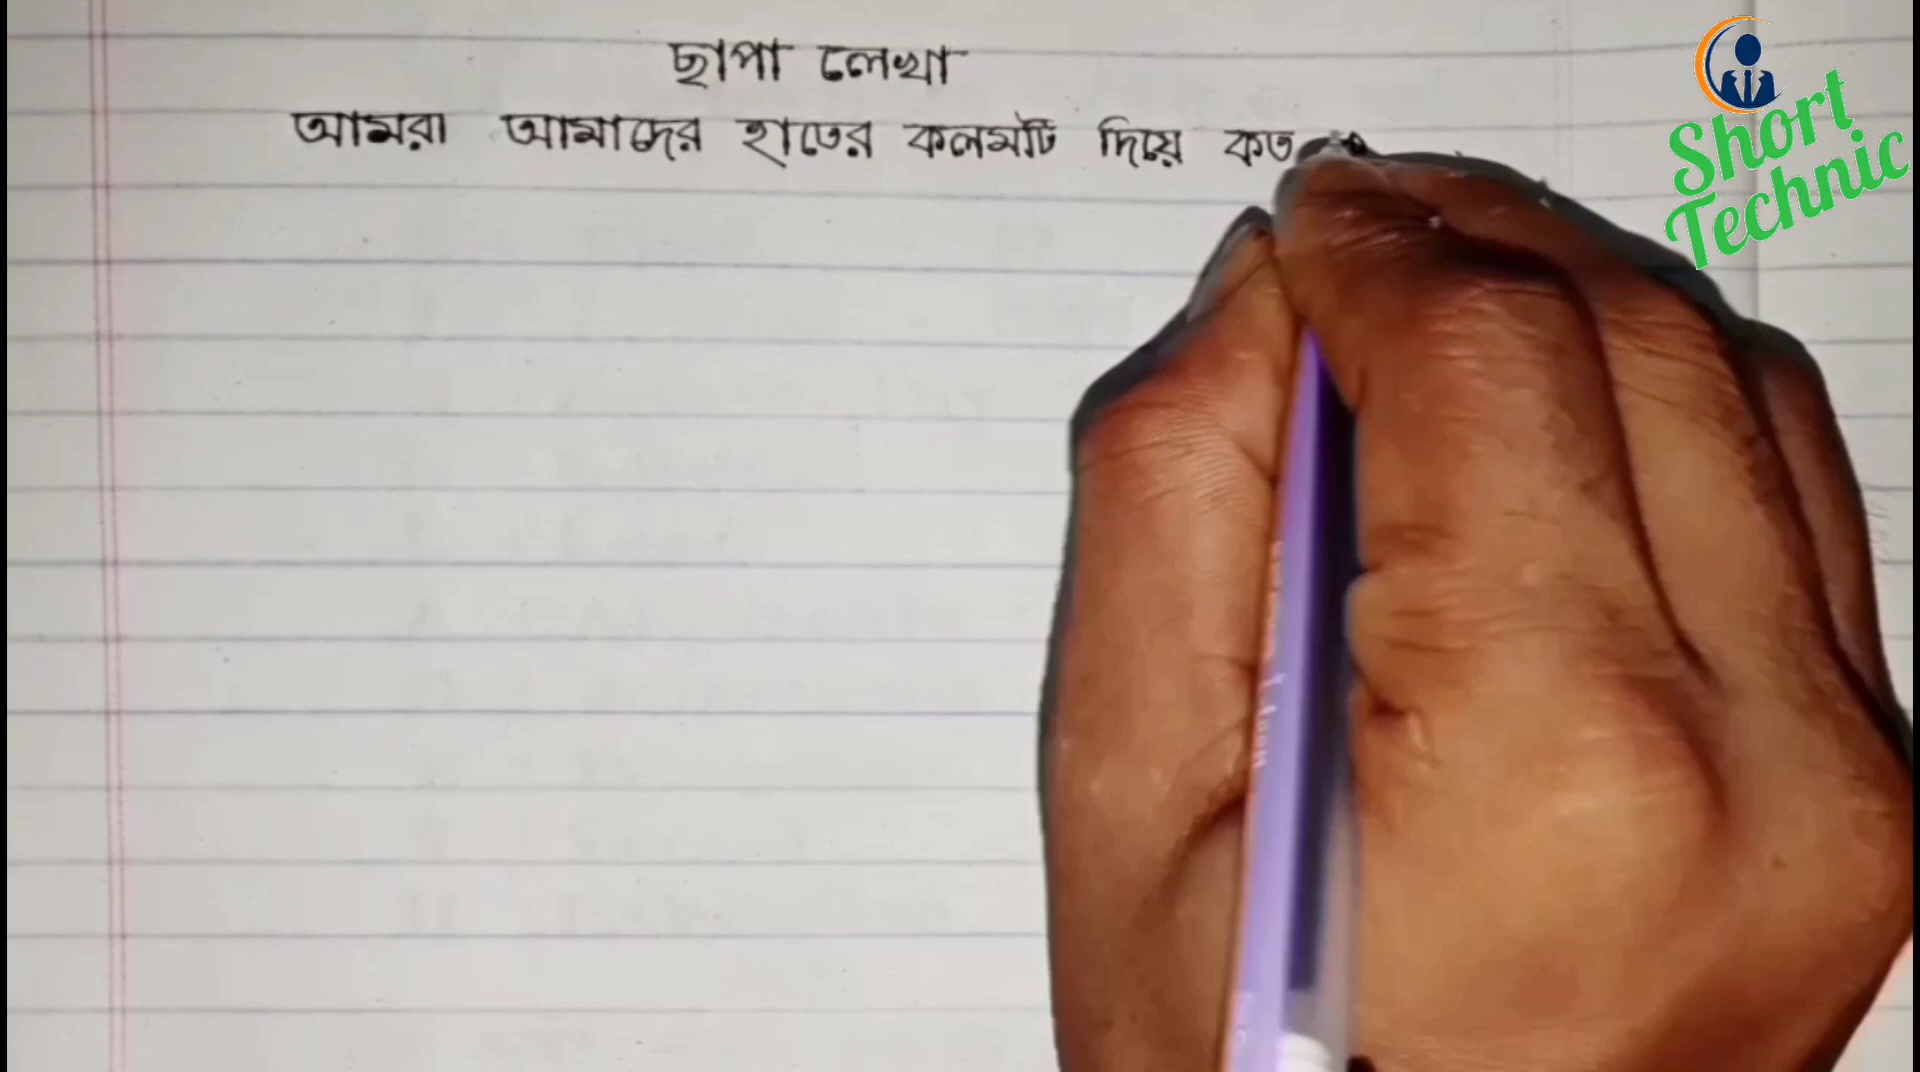 ছাপা লেখা
আমরা আমাদের হাতের কলমটি দিয়ে কত
Short
Technic